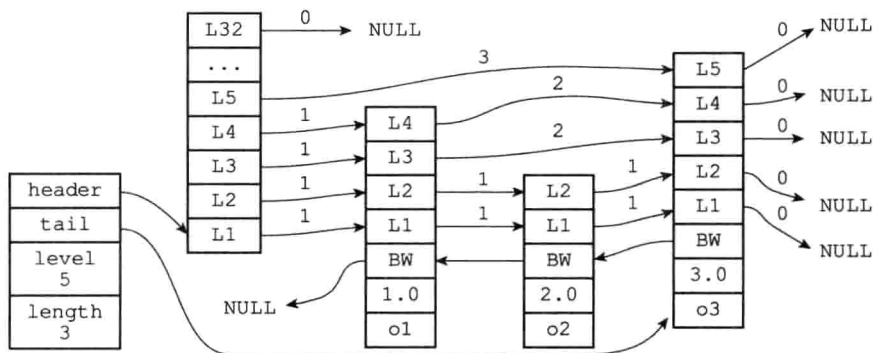 header
tail
level
5
length
3
L32
...
L5
L4
L3
L2
L1
0
NULL
3
1
1
1
1
L4
L3
L2
L1
BW
1.0
o1
NULL
2
2
1
1
L2
L1
BW
2.0
o2
1
1
L5
L4
L3
L2
L1
BW
3.0
o3
0
NULL
0
NULL
0
NULL
0
NULL
0
NULL